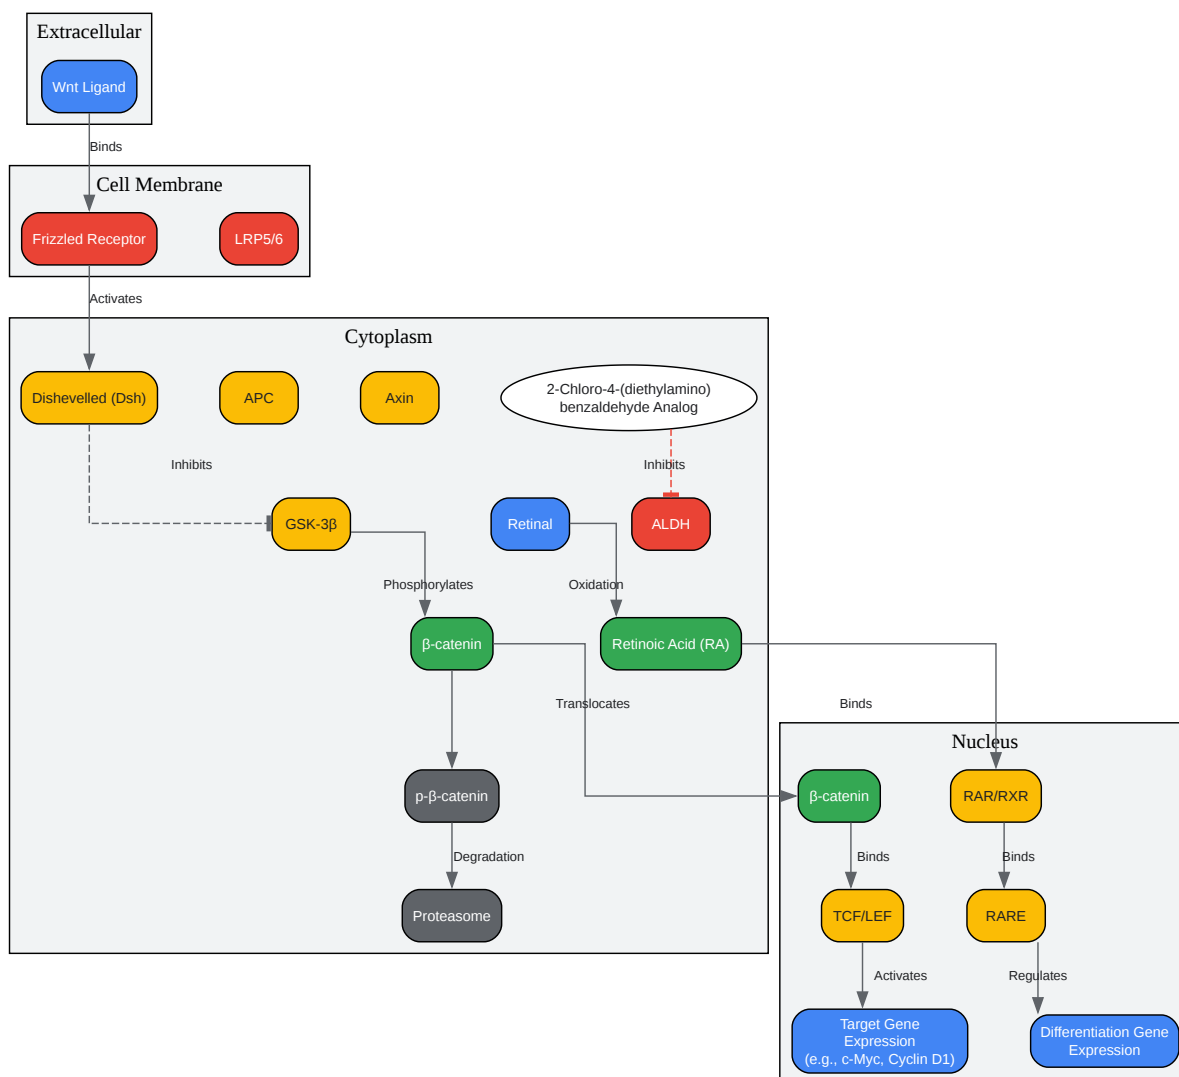 Extracellular
Wnt Ligand
Binds
Cell Membrane
Frizzled Receptor
LRP5/6
Activates
Cytoplasm
Dishevelled (Dsh)
APC
Axin
2-Chloro-4-(diethylamino)
benzaldehyde Analog
Inhibits
Inhibits
GSK-3β
Retinal
ALDH
Phosphorylates
Oxidation
β-catenin
Retinoic Acid (RA)
Translocates
Binds
Nucleus
p-β-catenin
β-catenin
RAR/RXR
Degradation
Binds
Binds
Proteasome
TCF/LEF
RARE
Activates
Regulates
Target Gene
Expression
(e.g., c-Myc, Cyclin D1)
Differentiation Gene
Expression